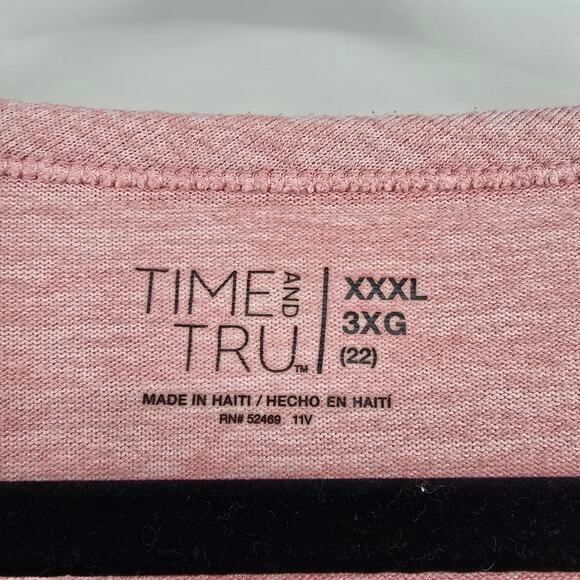 TIME AND
TRU™
XXXL
3XG
(22)
MADE IN HAITI / HECHO EN HAITÍ
RN# 52469 11V